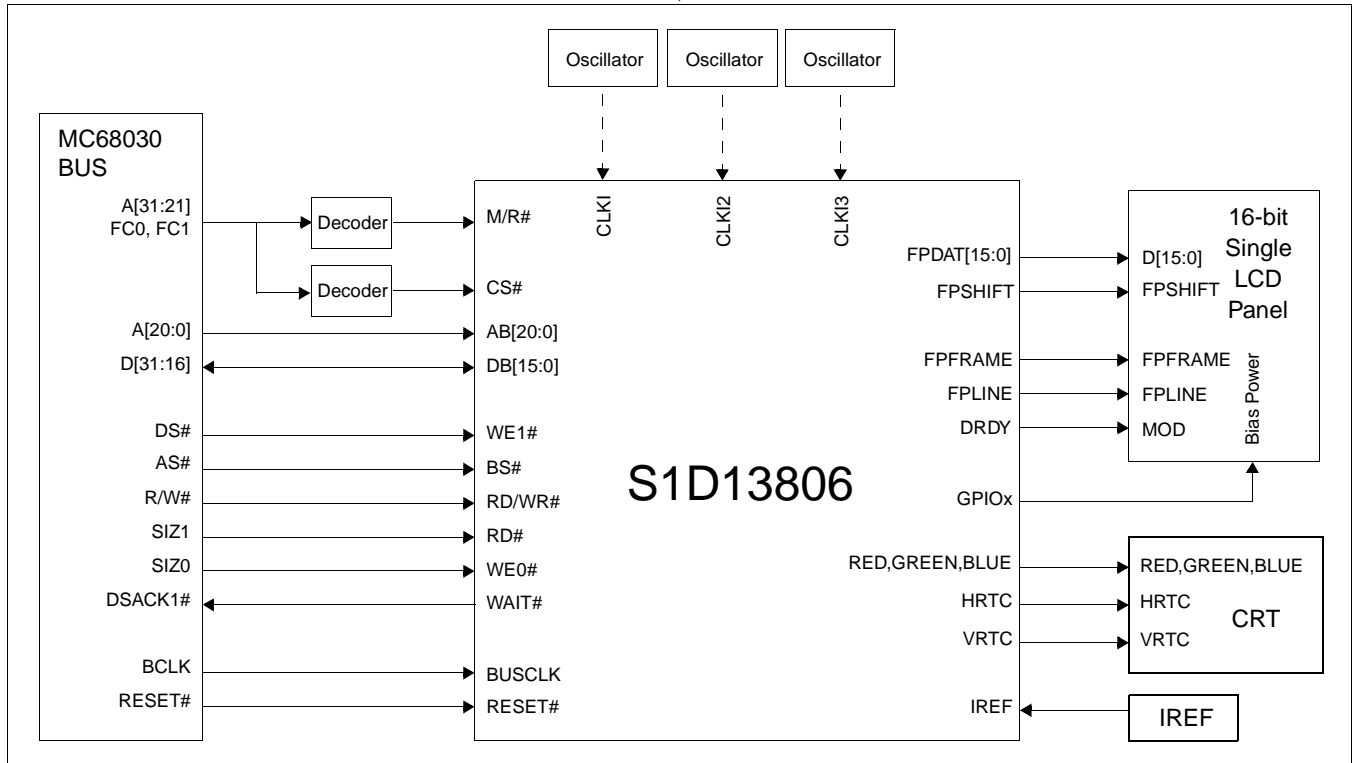 Oscillator
Oscillator
Oscillator
MC68030
BUS
A[31:21]
FC0, FC1
A[20:0]
D[31:16]
DS#
AS#
R/W#
SIZ1
SIZ0
DSACK1#
BCLK
RESET#
Decoder
Decoder
M/R#
CS#
AB[20:0]
DB[15:0]
WE1#
BS#
RD/WR#
RD#
WE0#
WAIT#
BUSCLK
RESET#
CLKI
CLKI2
CLKI3
S1D13806
FPDAT[15:0]
FPSHIFT
FPFRAME
FPLINE
DRDY
GPIOx
RED,GREEN,BLUE
HRTC
VRTC
IREF
16-bit
Single
LCD
Panel
D[15:0]
FPSHIFT
FPFRAME
FPLINE
MOD
Bias Power
RED,GREEN,BLUE
HRTC
VRTC
CRT
IREF